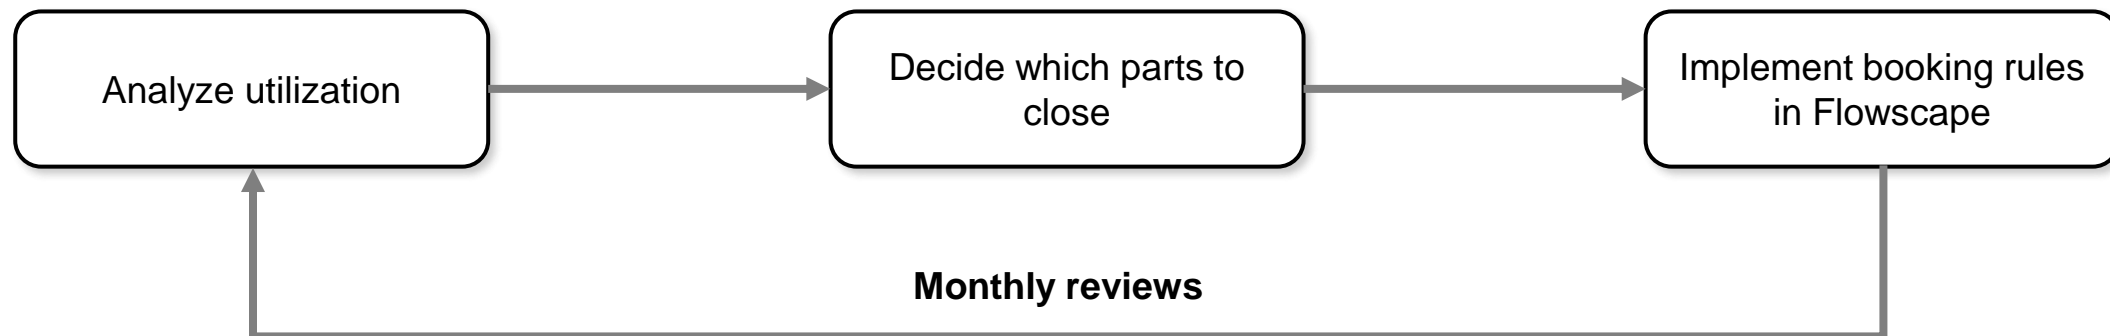 Analyze utilization
Decide which parts to
close
Implement booking rules
in Flowscape
Monthly reviews